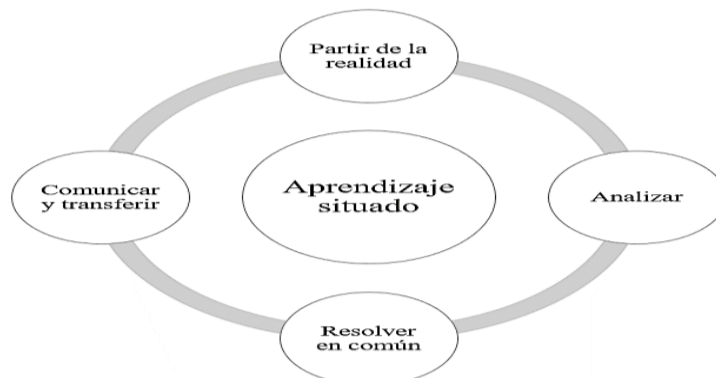 Partir de la
realidad
Comunicar
y transferir
Aprendizaje
situado
Analizar
Resolver
en común